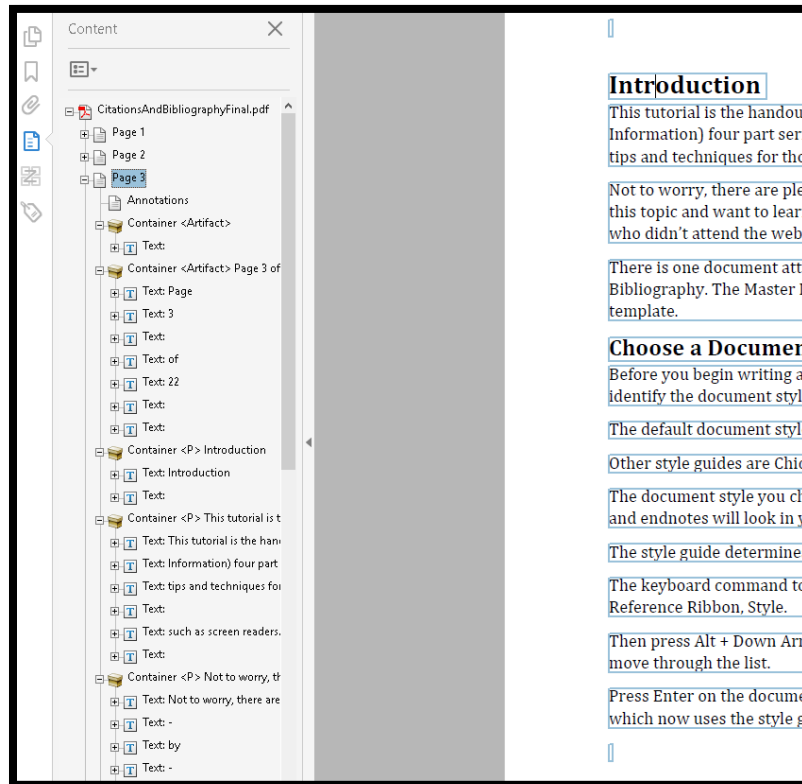 Content
CitationsAndBibliographyFinal.pdf
Page 1
Page 2
Page 3
Annotations
Container <Artifact>
Text:
Container <Artifact> Page 3 of
Text: Page
Text: 3
Text:
Text: of
Text: 22
Text:
Text:
Container <P> Introduction
Text: Introduction
Text:
Container <P> This tutorial is t
Text: This tutorial is the han
Text: Information) four part
Text: tips and techniques fo
Text:
Text: such as screen readers.
Text:
Container <P> Not to worry, th
Text: Not to worry, there are
Text: -
Text: by
Text: -
Introduction
This tutorial is the handou
Information) four part ser
tips and techniques for tho
Not to worry, there are ple
this topic and want to lear
who didn't attend the web
There is one document att
Bibliography. The Master
template.
Choose a Documen
Before you begin writing a
identify the document styl
The default document styl
Other style guides are Chic
The document style you ch
and endnotes will look in y
The style guide determine
The keyboard command to
Reference Ribbon, Style.
Then press Alt + Down Arr
move through the list.
Press Enter on the docume
which now uses the style g